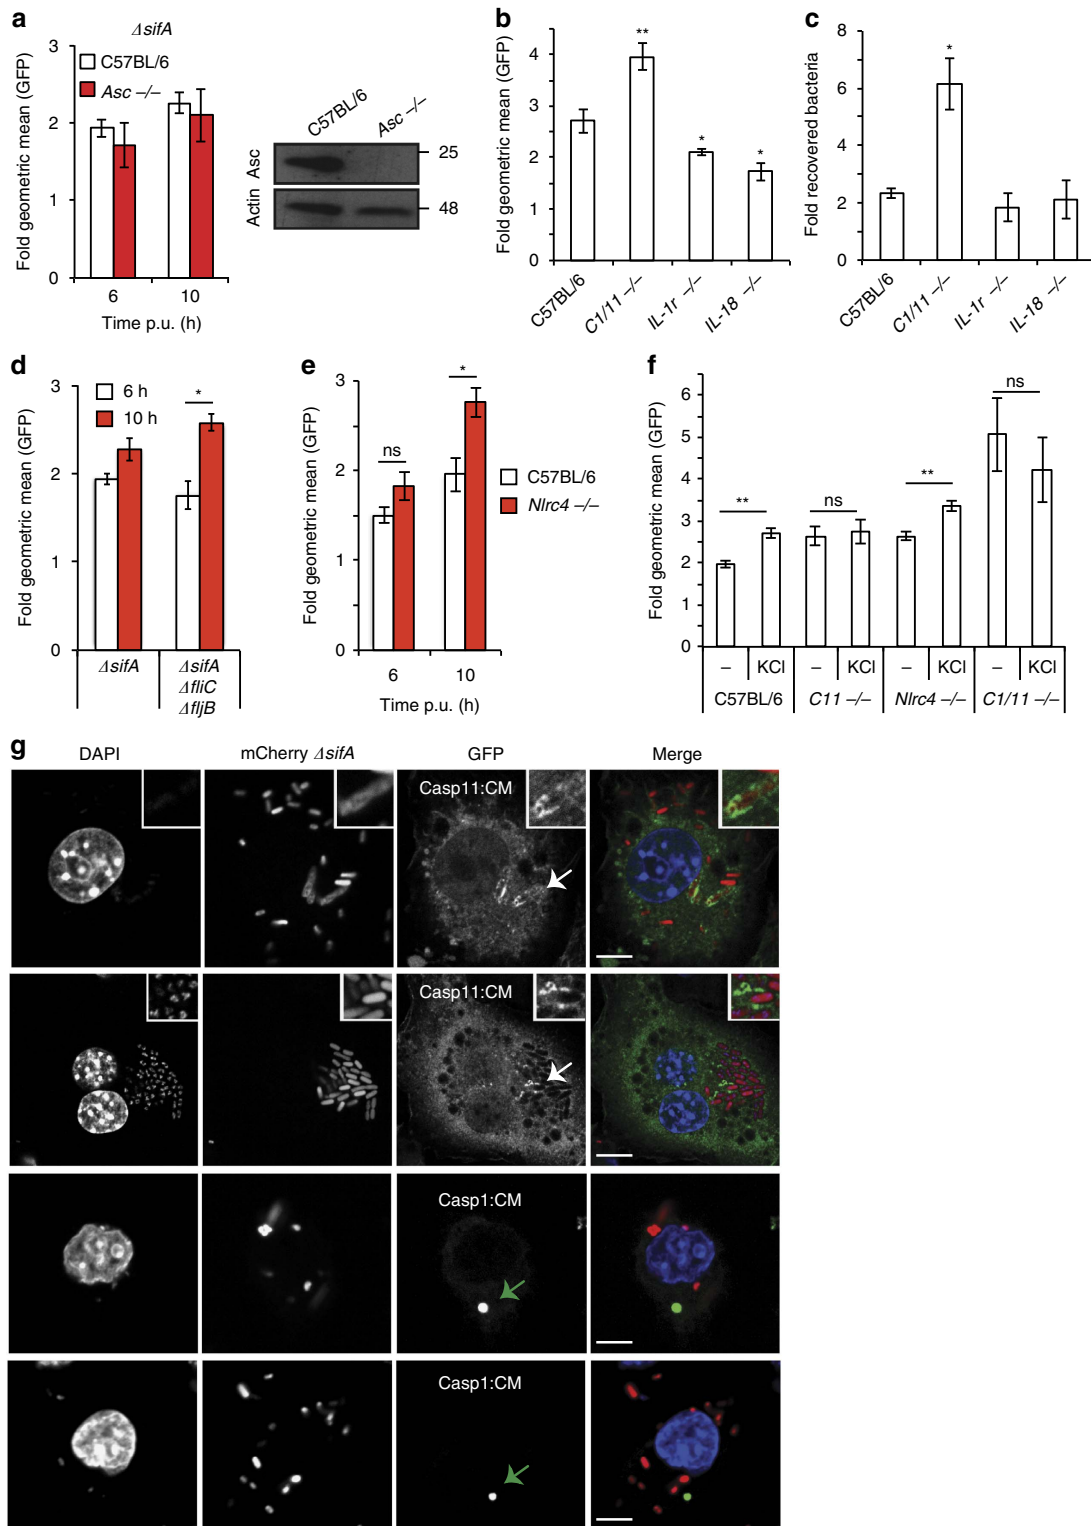 a
ΔsifA
C57BL/6
Asc –/–
Fold geometric mean (GFP)
3
2
1
0
6
10
Time p.u. (h)
C57BL/6
Asc –/–
Asc
25
Actin
48
b
Fold geometric mean (GFP)
4
3
2
1
0
**
*
*
C57BL/6
C1/11 –/–
IL-1r –/–
IL-18 –/–
c
Fold recovered bacteria
8
6
4
2
0
*
C57BL/6
C1/11 –/–
IL-1r –/–
IL-18 –/–
d
6 h
10 h
Fold geometric mean (GFP)
3
2
1
0
*
ΔsifA
ΔsifA
ΔfliC
ΔfljB
e
Fold geometric mean (GFP)
3
2
1
0
ns
*
C57BL/6
Nlrc4 –/–
6
10
Time p.u. (h)
f
Fold geometric mean (GFP)
6
5
4
3
2
1
0
**
ns
**
ns
– KCl – KCl – KCl – KCl
C57BL/6 C11 –/– Nlrc4 –/– C1/11 –/–
g
DAPI mCherry ΔsifA GFP Merge
Casp11:CM
Casp11:CM
Casp1:CM
Casp1:CM